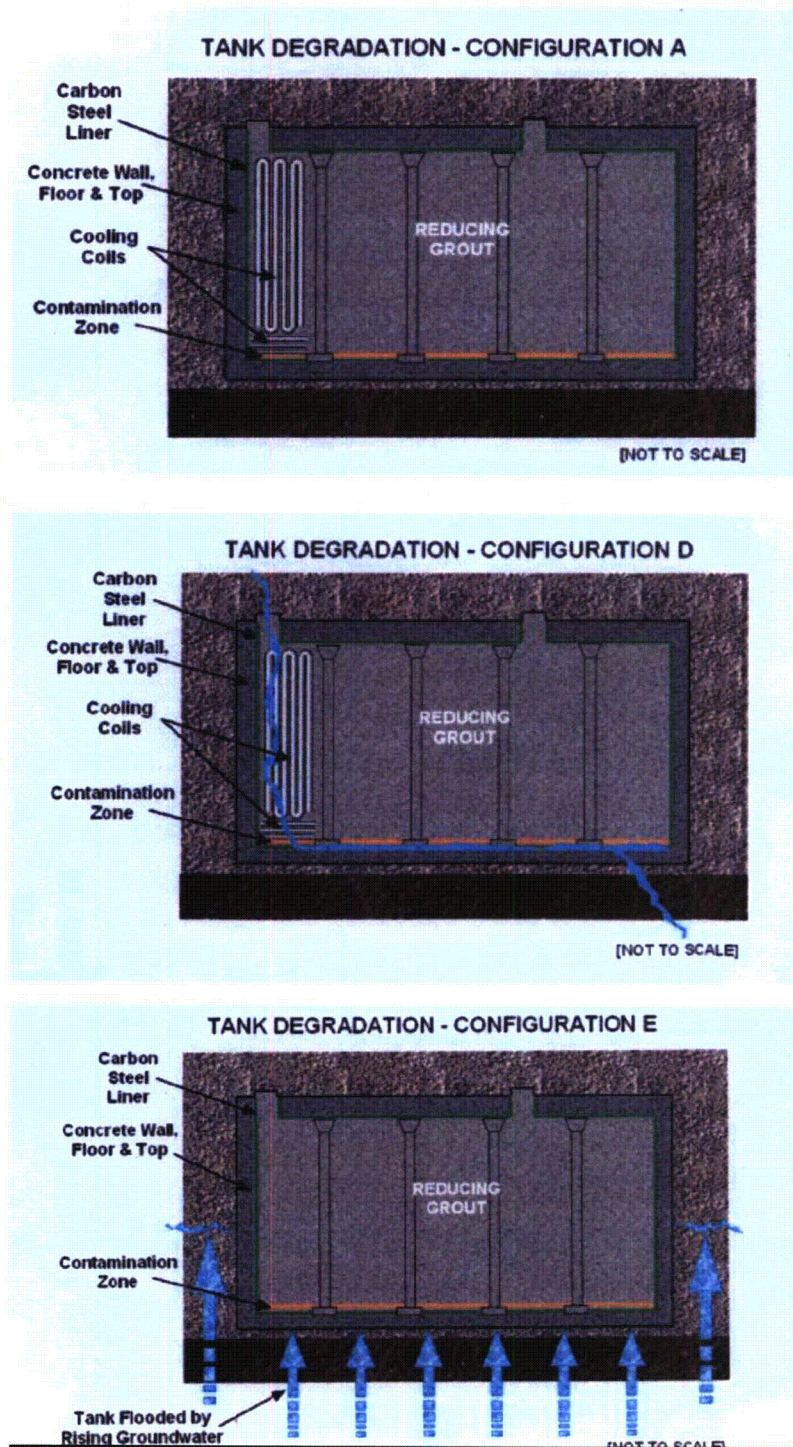 TANK DEGRADATION - CONFIGURATION A
Carbon
Steel
Liner
Concrete Wall,
Floor & Top
Cooling
Coils
Contamination
Zone
REDUCING
GROUT
[NOT TO SCALE]
TANK DEGRADATION - CONFIGURATION D
Carbon
Steel
Liner
Concrete Wall,
Floor & Top
Cooling
Coils
Contamination
Zone
REDUCING
GROUT
[NOT TO SCALE]
TANK DEGRADATION - CONFIGURATION E
Carbon
Steel
Liner
Concrete Wall,
Floor & Top
REDUCING
GROUT
Contamination
Zone
Tank Flooded by
Rising Groundwater
[NOT TO SCALE]